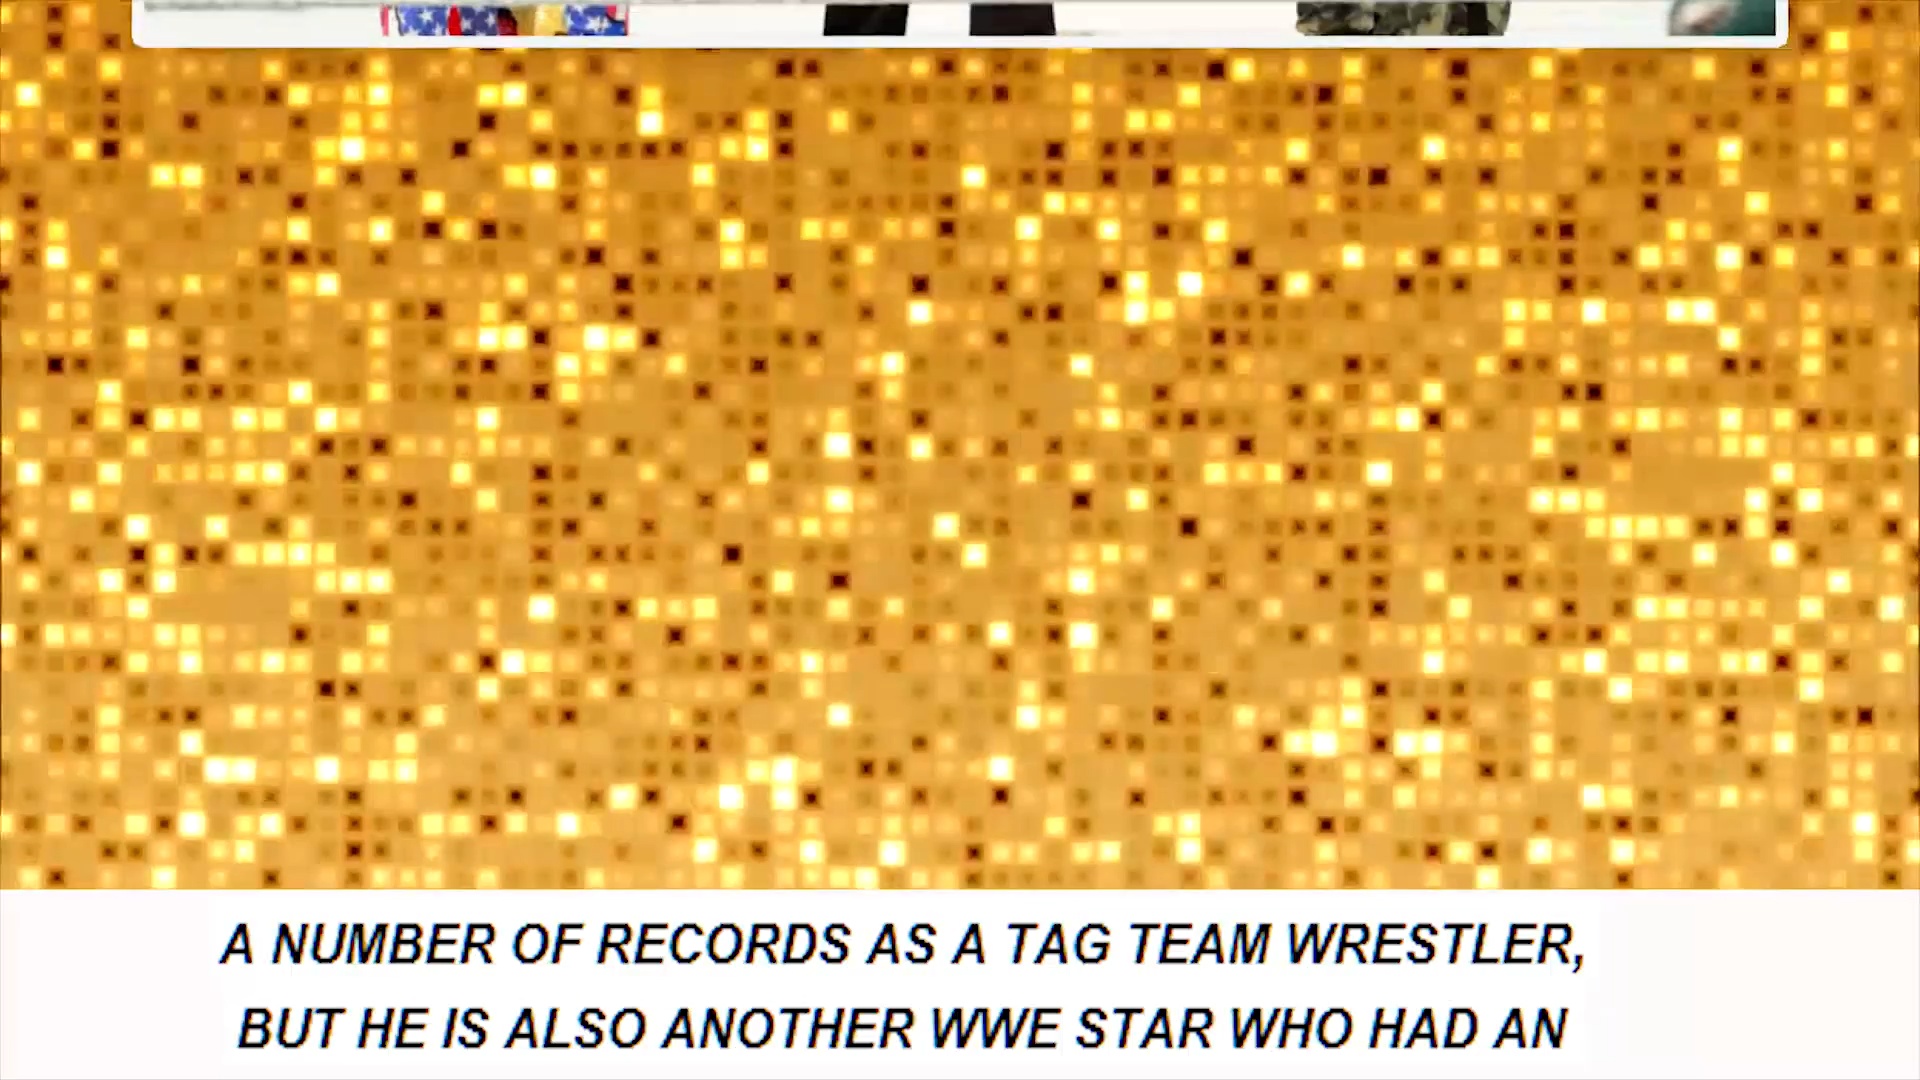 A NUMBER OF RECORDS AS A TAG TEAM WRESTLER,
BUT HE IS ALSO ANOTHER WWE STAR WHO HAD AN